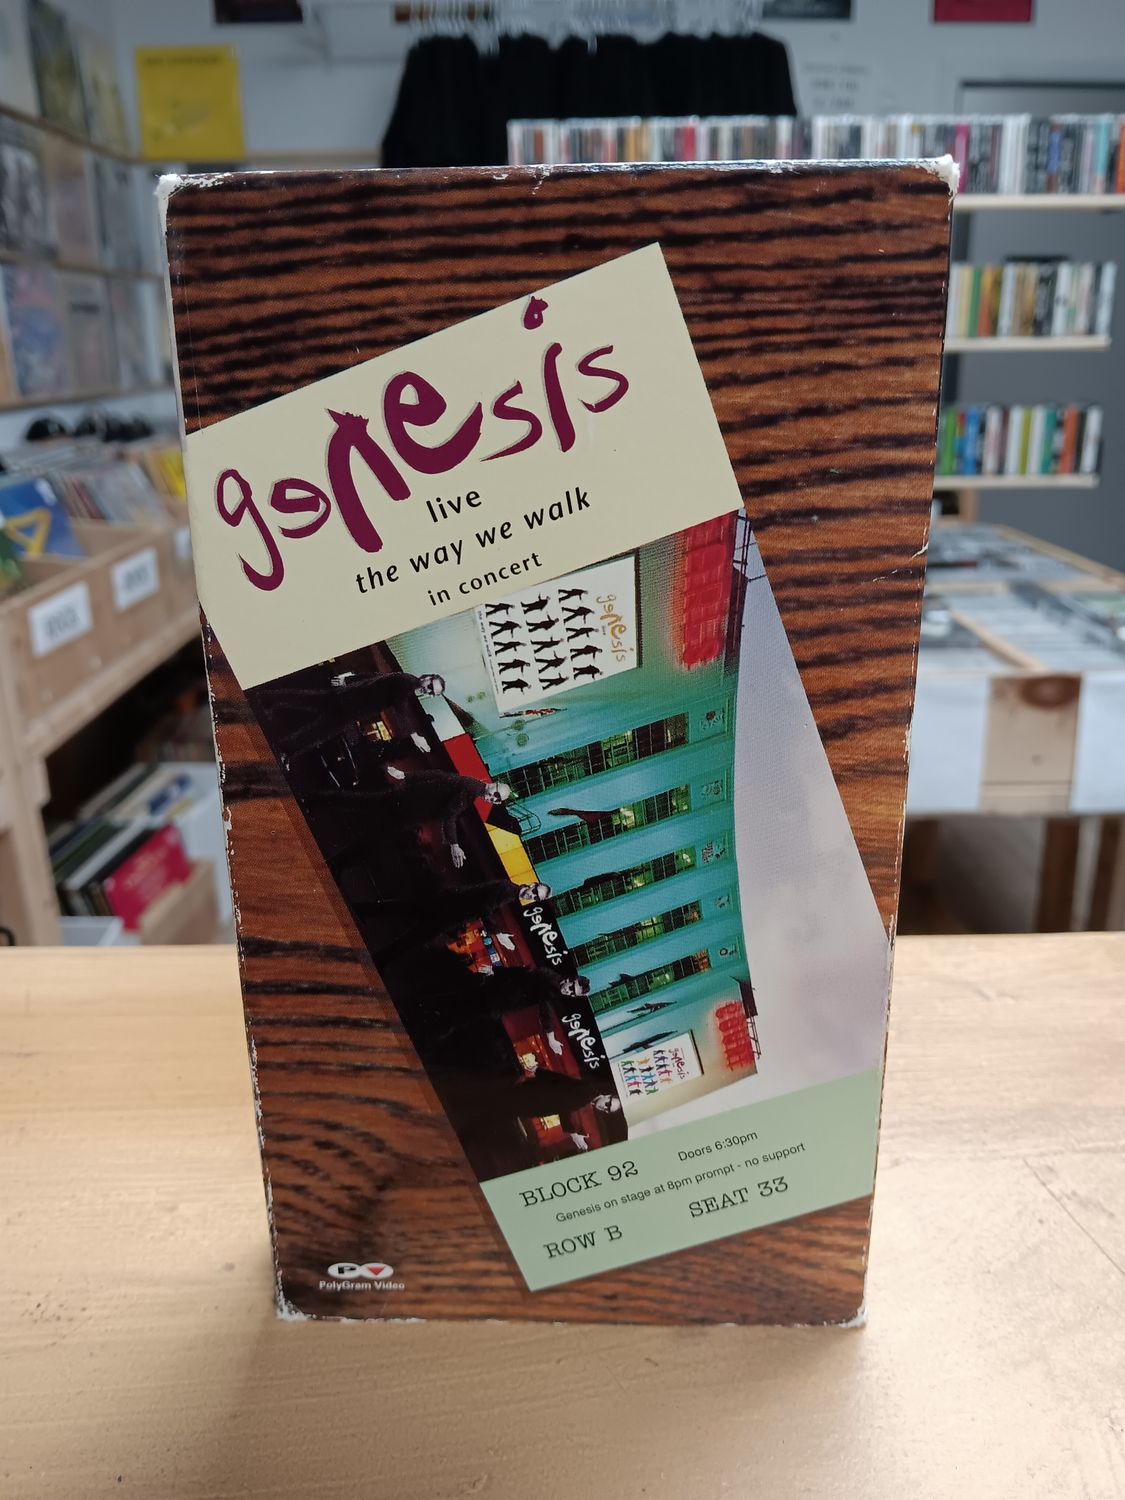 genesis
live
the way we walk
in concert
genesis
genesis
genesis
genesis
BLOCK 92
Doors 6:30pm
Genesis on stage at 8pm prompt - no support
ROW B
SEAT 33
PolyGram Video